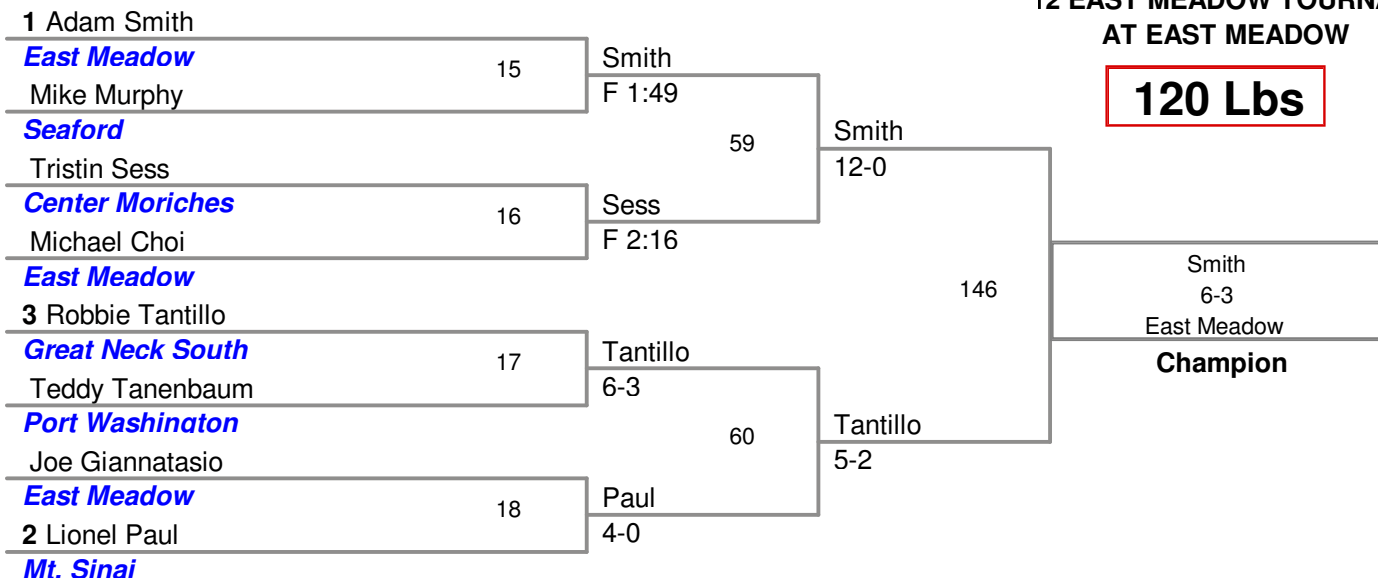 12 EAST MEADOW
AT EAST MEADOW
120 Lbs
1 Adam Smith
East Meadow
15
Mike Murphy
Seaford
Smith
F 1:49
59
Tristin Sess
Center Moriches
16
Michael Choi
East Meadow
Sess
F 2:16
Smith
12-0
3 Robbie Tantillo
Great Neck South
17
Teddy Tanenbaum
Port Washington
Tantillo
6-3
60
Joe Giannatasio
East Meadow
18
2 Lionel Paul
Mt. Sinai
Paul
4-0
Tantillo
5-2
146
Smith
6-3
East Meadow
Champion